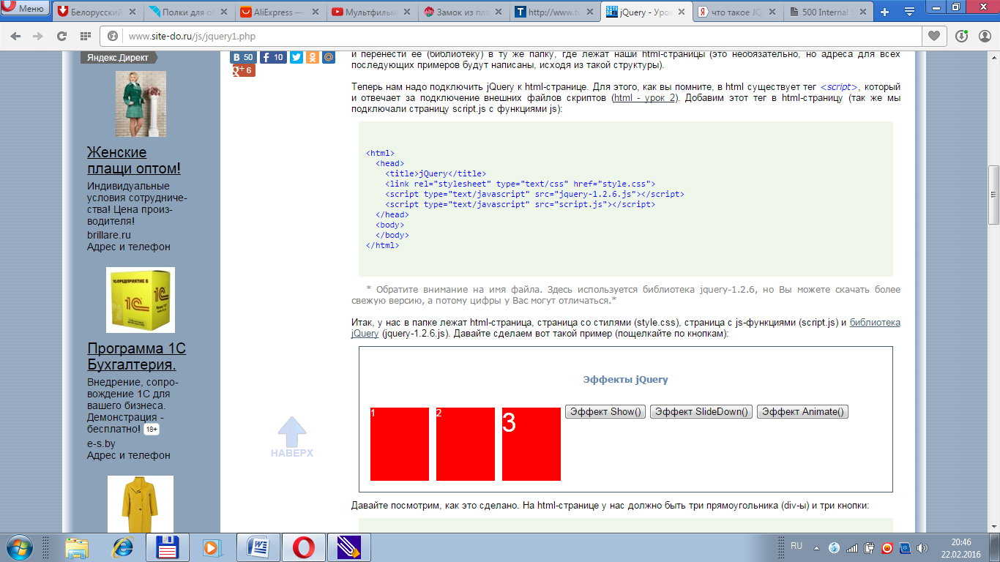 Меню
Белорусский
Полки для об
AliExpress —
Мультфильм
Замок из пла
http://www.tw
jQuery - Урок
что такое JQ
500 Internal S
www.site-do.ru/js/jquery1.php
Яндекс.Директ
Женские
плащи оптом!
Индивидуальные
условия сотрудниче-
ства! Цена произ-
водителя!
brillare.ru
Адрес и телефон
1С:ПРЕДПРИЯТИЕ 8
1С
Программа 1С
Бухгалтерия.
Внедрение, сопро-
вождение 1С для
вашего бизнеса.
Демонстрация -
бесплатно! 18+
e-s.by
Адрес и телефон
B 50
f 10
@
g+ 6
НАВЕРХ
и перенести ее (библиотеку) в ту же папку, где лежат наши html-страницы (это необязательно, но адреса для всех
последующих примеров будут написаны, исходя из такой структуры).
Теперь нам надо подключить jQuery к html-странице. Для этого, как вы помните, в html существует тег <script>, который
и отвечает за подключение внешних файлов скриптов (html - урок 2). Добавим этот тег в html-страницу (так же мы
подключали страницу script.js с функциями js):
<html>
<head>
<title>jQuery</title>
<link rel="stylesheet" type="text/css" href="style.css">
<script type="text/javascript" src="jquery-1.2.6.js"></script>
<script type="text/javascript" src="script.js"></script>
</head>
<body>
</body>
</html>
* Обратите внимание на имя файла. Здесь используется библиотека jquery-1.2.6, но Вы можете скачать более
свежую версию, а потому цифры у Вас могут отличаться.*
Итак, у нас в папке лежат html-страница, страница со стилями (style.css), страница с js-функциями (script.js) и библиотека
jQuery (jquery-1.2.6.js). Давайте сделаем вот такой пример (пощелкайте по кнопкам):
Эффекты jQuery
1
2
3
Эффект Show()
Эффект SlideDown()
Эффект Animate()
Давайте посмотрим, как это сделано. На html-странице у нас должно быть три прямоугольника (div-ы) и три кнопки:
RU
20:46
22.02.2016